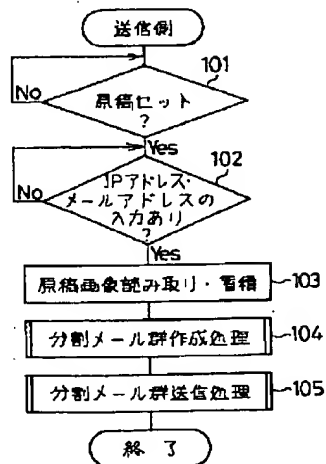 送信側
101
No
原稿セット
?
Yes
102
No
IPアドレス・
メールアドレスの
入力あり
?
Yes
原稿画像読み取り・蓄積
103
分割メール群作成処理
104
分割メール群送信処理
105
終了